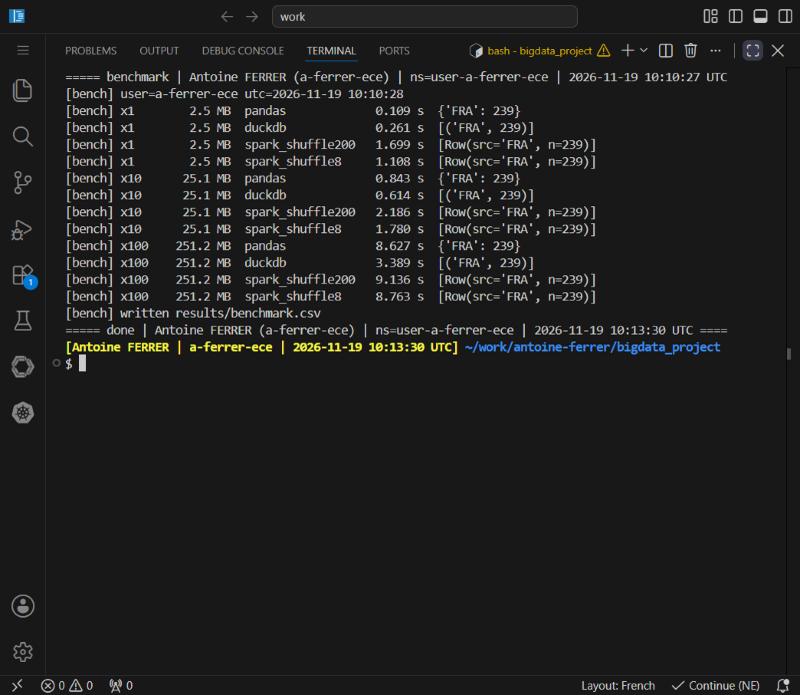 work
PROBLEMS OUTPUT DEBUG CONSOLE TERMINAL PORTS bash - bigdata_project
===== benchmark | Antoine FERRER (a-ferrer-ece) | ns=user-a-ferrer-ece | 2026-11-19 10:10:27 UTC
[bench] user=a-ferrer-ece utc=2026-11-19 10:10:28
[bench] x1 2.5 MB pandas 0.109 s {'FRA': 239}
[bench] x1 2.5 MB duckdb 0.261 s [('FRA', 239)]
[bench] x1 2.5 MB spark_shuffle200 1.699 s [Row(src='FRA', n=239)]
[bench] x1 2.5 MB spark_shuffle8 1.108 s [Row(src='FRA', n=239)]
[bench] x10 25.1 MB pandas 0.843 s {'FRA': 239}
[bench] x10 25.1 MB duckdb 0.614 s [('FRA', 239)]
[bench] x10 25.1 MB spark_shuffle200 2.186 s [Row(src='FRA', n=239)]
[bench] x10 25.1 MB spark_shuffle8 1.780 s [Row(src='FRA', n=239)]
[bench] x100 251.2 MB pandas 8.627 s {'FRA': 239}
[bench] x100 251.2 MB duckdb 3.389 s [('FRA', 239)]
[bench] x100 251.2 MB spark_shuffle200 9.136 s [Row(src='FRA', n=239)]
[bench] x100 251.2 MB spark_shuffle8 8.763 s [Row(src='FRA', n=239)]
[bench] written results/benchmark.csv
===== done | Antoine FERRER (a-ferrer-ece) | ns=user-a-ferrer-ece | 2026-11-19 10:13:30 UTC ====
[Antoine FERRER | a-ferrer-ece | 2026-11-19 10:13:30 UTC] ~/work/antoine-ferrer/bigdata_project
$
1
0 0 0 Layout: French Continue (NE)